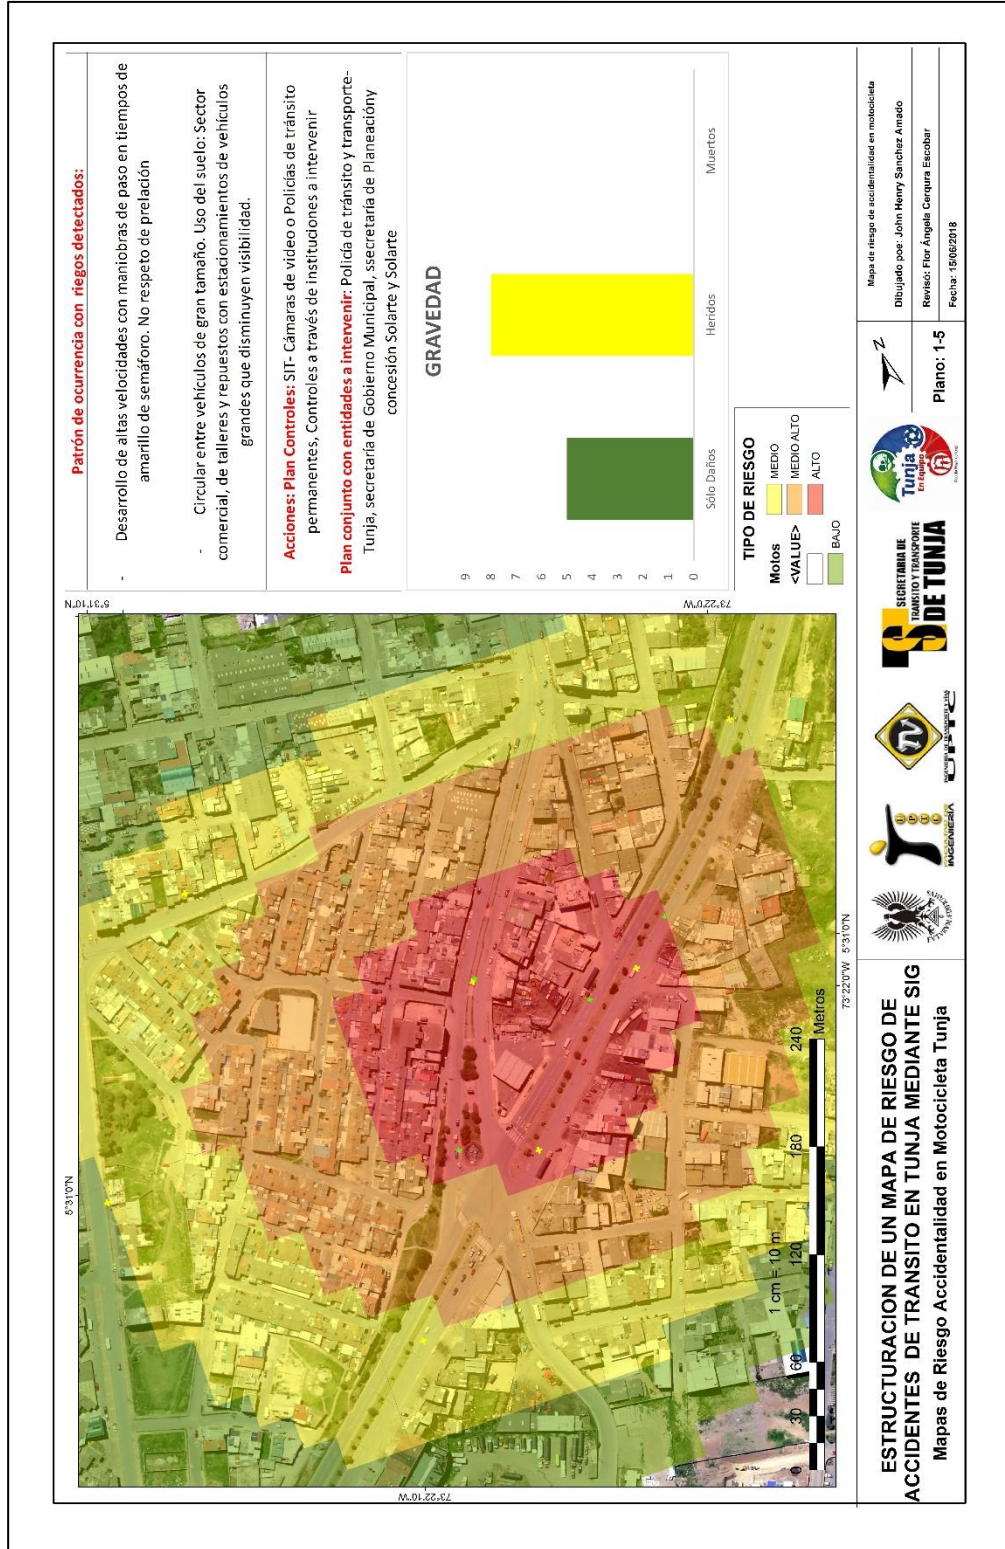 Patrón de ocurrencia con riegos detectados:
- Desarrollo de altas velocidades con maniobras de paso en tiempos de
amarillo de semáforo. No respeto de prelación
- Circular entre vehículos de gran tamaño. Uso del suelo: Sector
comercial, de talleres y repuestos con estacionamientos de vehículos
grandes que disminuyen visibilidad.
Acciones: Plan Controles: SIT- Cámaras de video o Policías de tránsito
permanentes, Controles a través de instituciones a intervenir
Plan conjunto con entidades a intervenir: Policía de tránsito y transporte-
Tunja, secretaría de Gobierno Municipal, ssecretaría de Planeacióny
concesión Solarte y Solarte
GRAVEDAD
9
8
7
6
5
4
3
2
1
0
Sólo Daños
Heridos
Muertos
TIPO DE RIESGO
Motos
<VALUE>
BAJO
MEDIO
MEDIO ALTO
ALTO
5°31'0"N
5°31'10"N
73°22'10"W
73°22'0"W
73°22'0"W
5°31'0"N
1 cm = 10 m
0 30 60 120 180 240
Metros
ESTRUCTURACION DE UN MAPA DE RIESGO DE
ACCIDENTES DE TRANSITO EN TUNJA MEDIANTE SIG
Mapas de Riesgo Accidentalidad en Motocicleta Tunja
UPTC
INGENIERÍA
UPTC
SECRETARIA DE
TRANSITO Y TRANSPORTE
DE TUNJA
Tunja
En Equipo
N
Plano: 1-5
Mapa de riesgo de accidentalidad en motocicleta
Dibujado poe: John Henry Sanchez Amado
Revisó: Flor Ángela Cerqura Escobar
Fecha: 15/06/2018